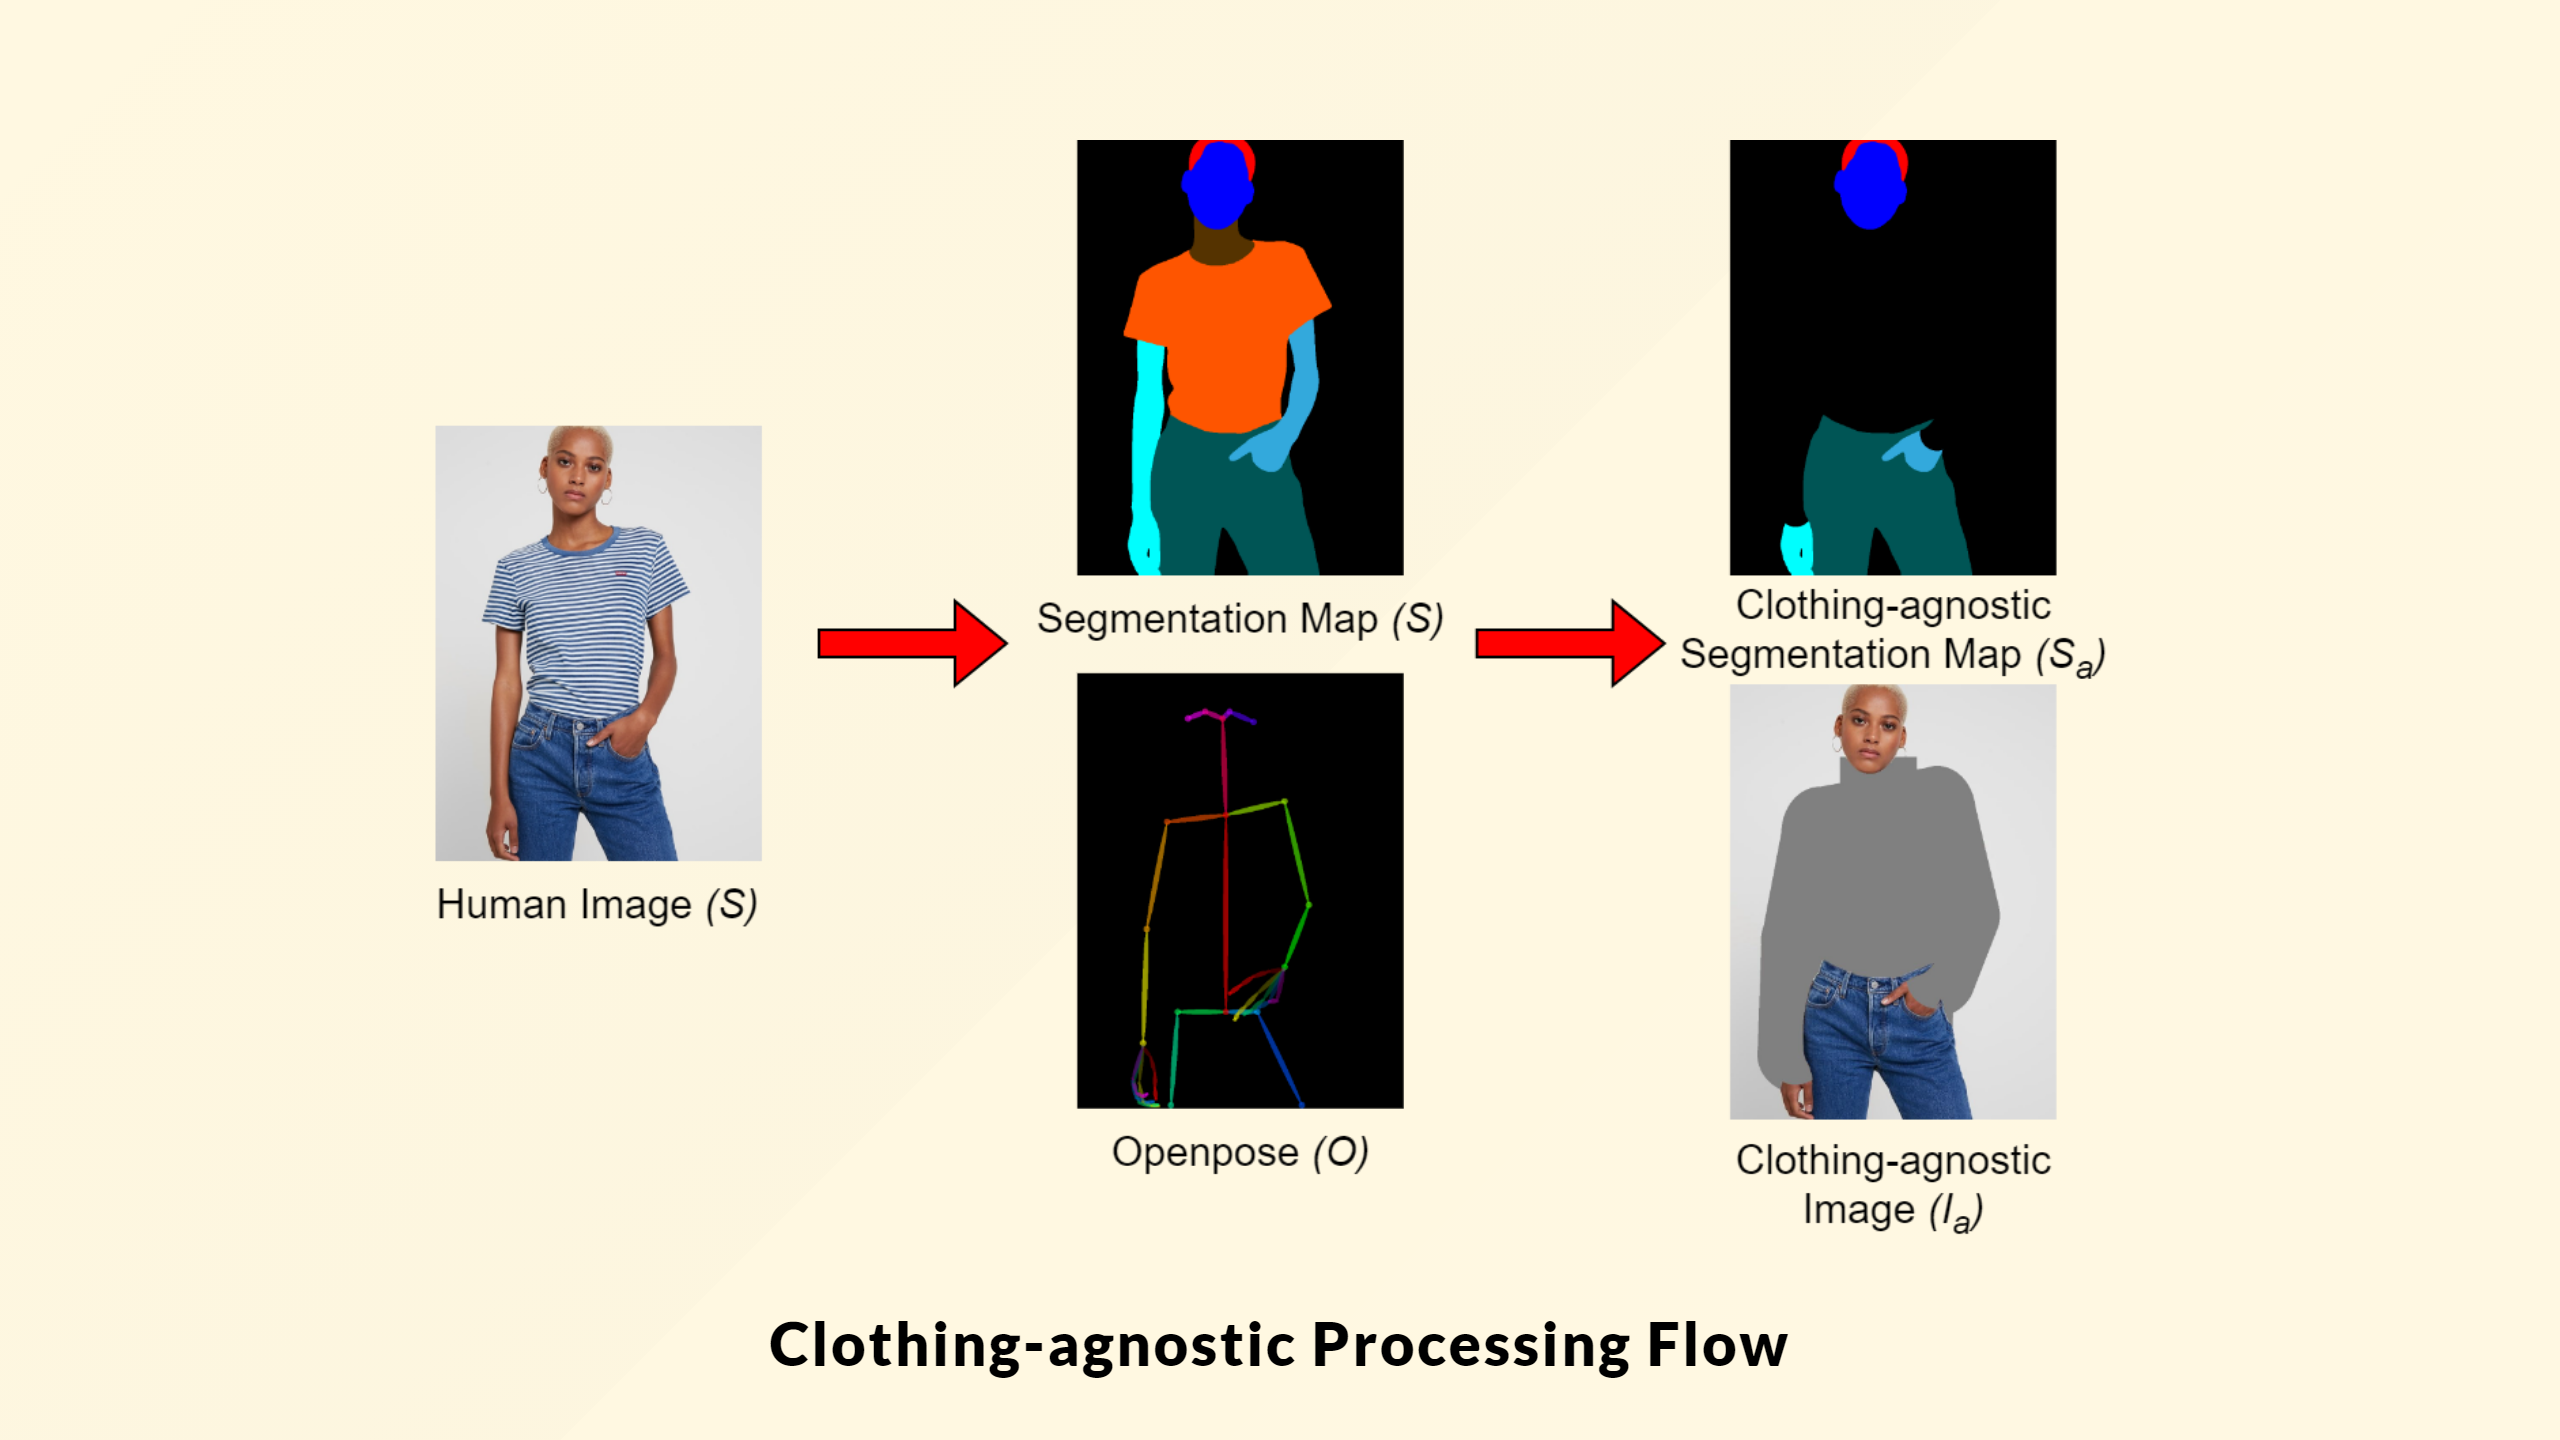 Human Image (S)
Segmentation Map (S)
Openpose (O)
Clothing-agnostic
Segmentation Map (Sa)
Clothing-agnostic
Image (Ia)
Clothing-agnostic Processing Flow